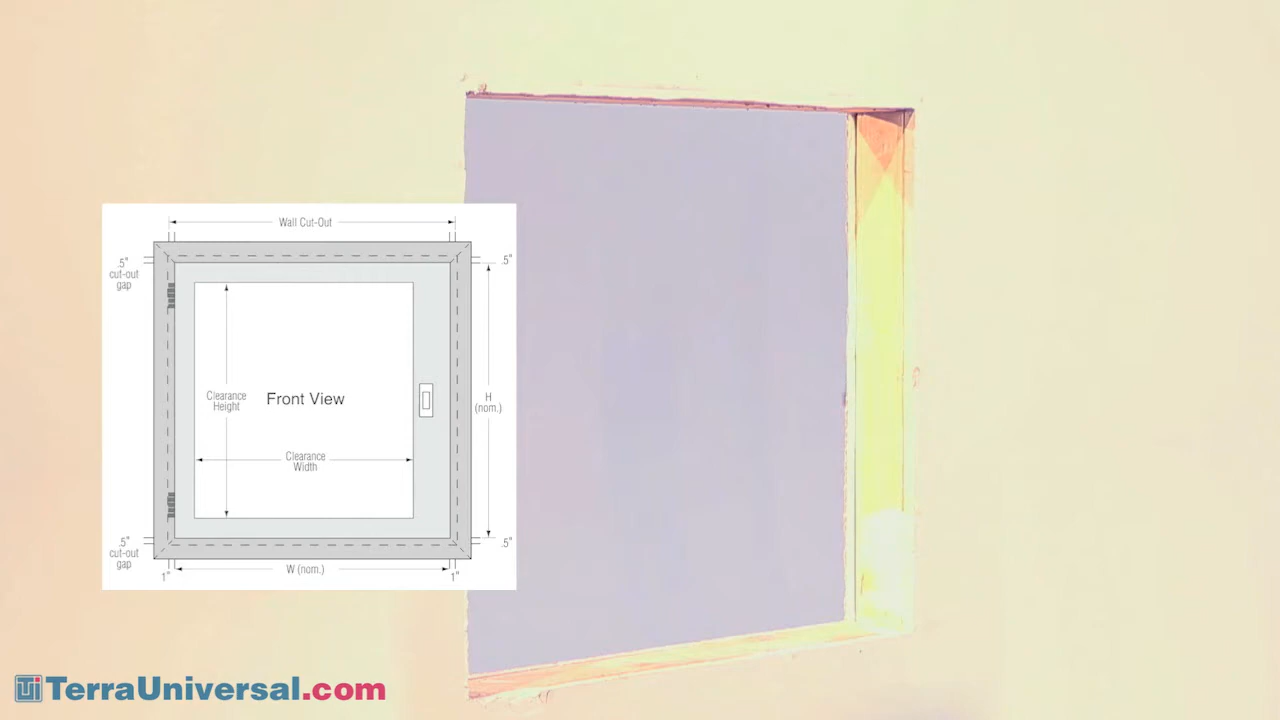 Wall Cut-Out
.5"
cut-out
gap
.5"
Clearance
Height
Front View
H
(nom.)
Clearance
Width
.5"
cut-out
gap
.5"
1"
W (nom.)
1"
TerraUniversal.com